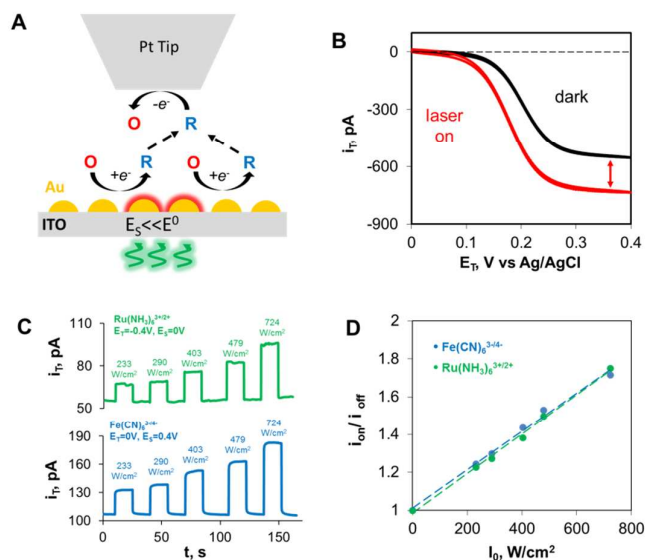 A
Pt Tip
-e⁻
O
R
O
R
O
R
+e⁻
+e⁻
Au
ITO
E_S<<E⁰
B
0
-300
-600
-900
i_T, pA
dark
laser
on
0
0.1
0.2
0.3
0.4
E_T, V vs Ag/AgCl
C
Ru(NH₃)₆³⁺/²⁺
E_T=-0.4V, E_S=0V
110
80
50
i_T, pA
233
W/cm²
290
W/cm²
403
W/cm²
479
W/cm²
724
W/cm²
Fe(CN)₆³⁻/⁴⁻
E_T=0V, E_S=0.4V
190
160
130
100
i_T, pA
233
W/cm²
290
W/cm²
403
W/cm²
479
W/cm²
724
W/cm²
0
50
100
150
t, s
D
Fe(CN)₆³⁻/⁴⁻
Ru(NH₃)₆³⁺/²⁺
2
1.8
1.6
1.4
1.2
1
i_on/ i_off
0
200
400
600
800
I₀, W/cm²